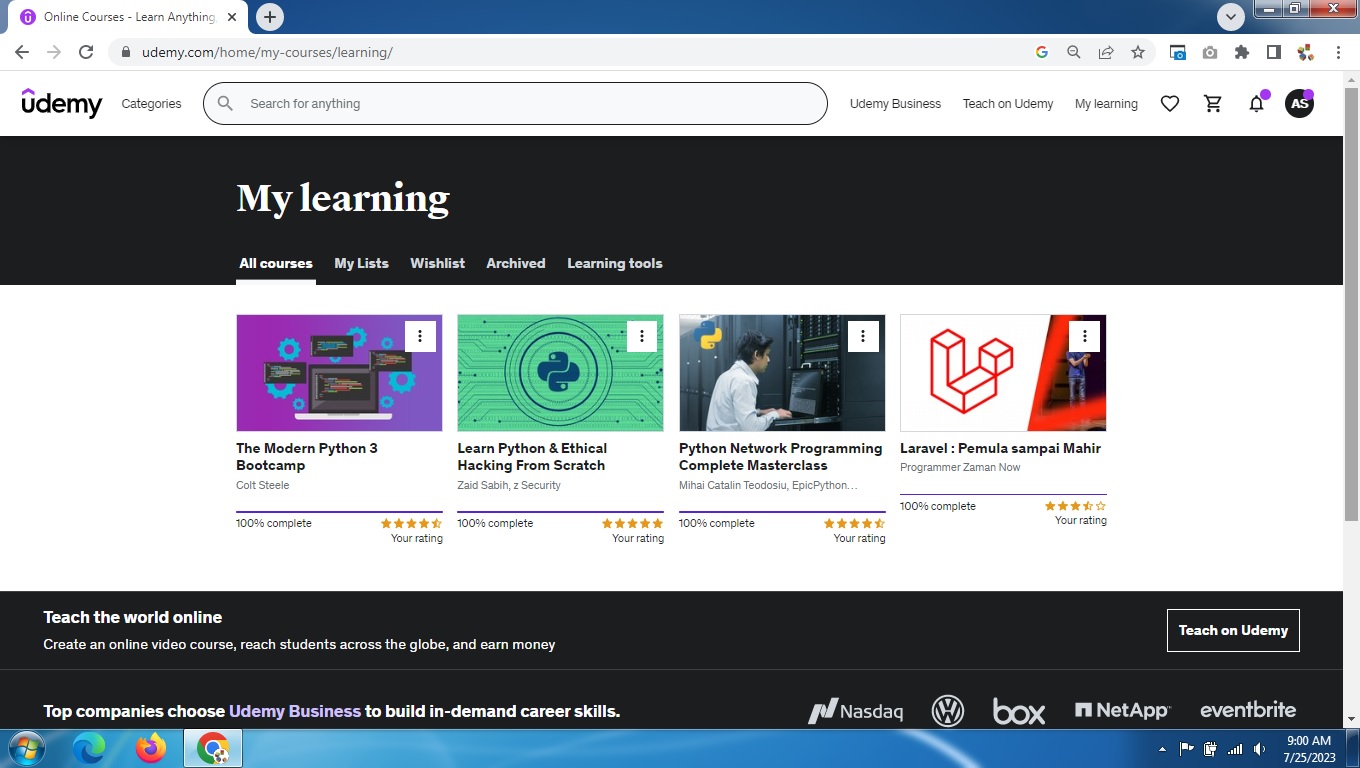 Online Courses - Learn Anything,
udemy.com/home/my-courses/learning/
udemy
Categories
Search for anything
Udemy Business
Teach on Udemy
My learning
AS
My learning
All courses
My Lists
Wishlist
Archived
Learning tools
The Modern Python 3
Bootcamp
Colt Steele
100% complete
Your rating
Learn Python & Ethical
Hacking From Scratch
Zaid Sabih, z Security
100% complete
Your rating
Python Network Programming
Complete Masterclass
Mihai Catalin Teodosiu, EpicPython…
100% complete
Your rating
Laravel : Pemula sampai Mahir
Programmer Zaman Now
100% complete
Your rating
Teach the world online
Create an online video course, reach students across the globe, and earn money
Teach on Udemy
Top companies choose Udemy Business to build in-demand career skills.
Nasdaq
box
NetApp
eventbrite
9:00 AM
7/25/2023